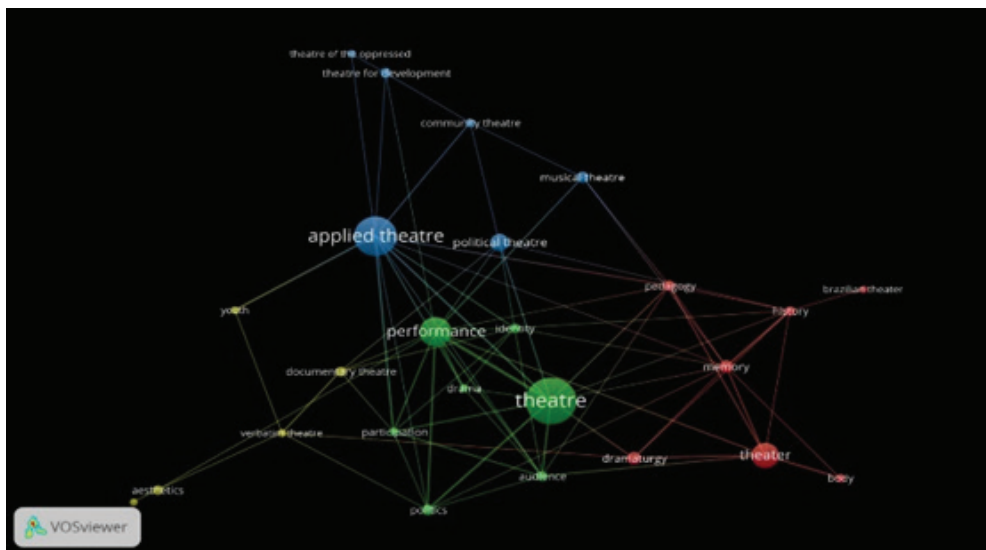 theatre of the oppressed
theatre for development
community theatre
musical theatre
applied theatre
political theatre
pedagogy
brazilian theater
youth
history
performance
identity
documentary theatre
memory
drama
theatre
verbatim theatre
participation
dramaturgy
theater
audience
body
aesthetics
politics
VOSviewer